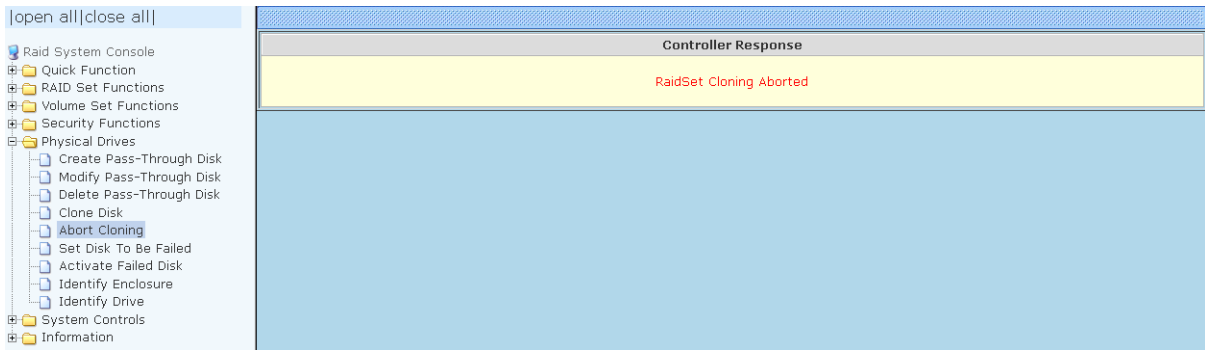 |open all|close all|
Raid System Console
Quick Function
RAID Set Functions
Volume Set Functions
Security Functions
Physical Drives
Create Pass-Through Disk
Modify Pass-Through Disk
Delete Pass-Through Disk
Clone Disk
Abort Cloning
Set Disk To Be Failed
Activate Failed Disk
Identify Enclosure
Identify Drive
System Controls
Information
Controller Response
RaidSet Cloning Aborted